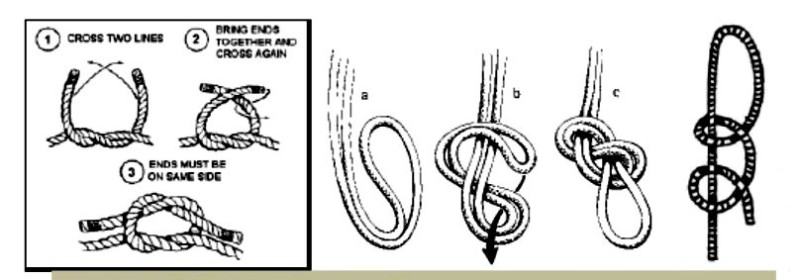 1 CROSS TWO LINES
2 BRING ENDS
TOGETHER AND
CROSS AGAIN
3 ENDS MUST BE
ON SAME SIDE
a
b
c